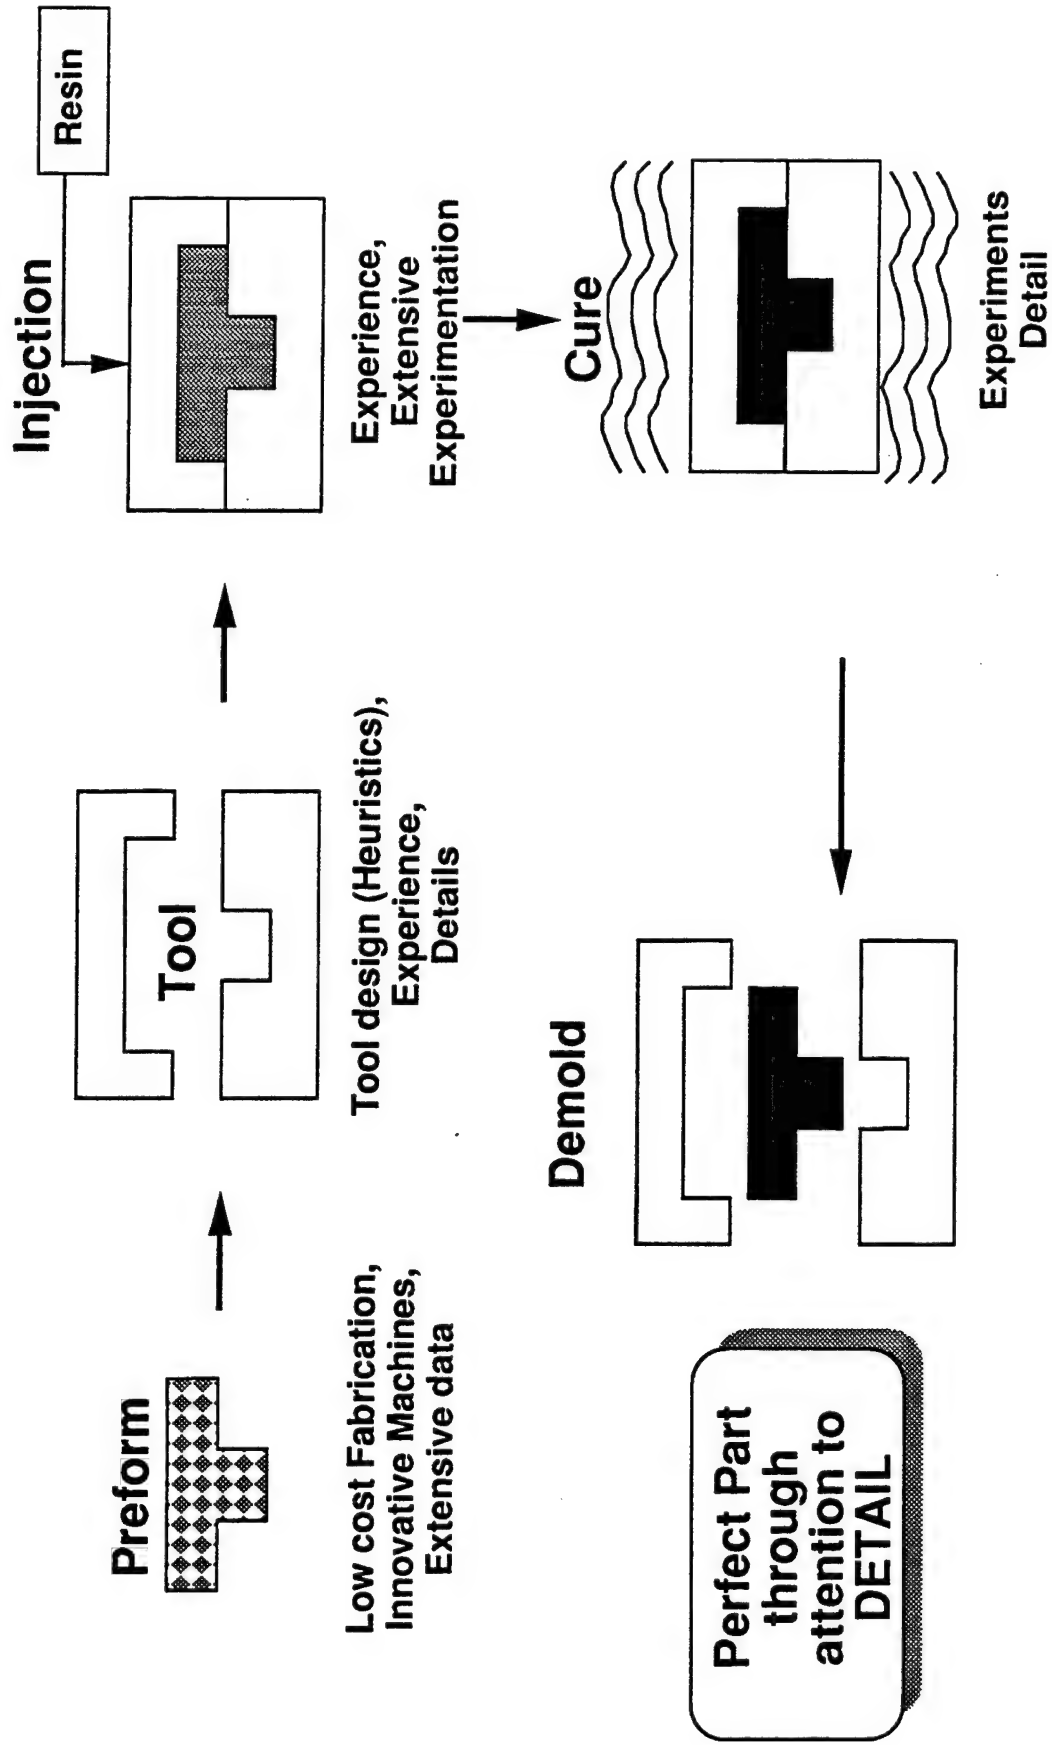 Preform
Low cost Fabrication,
Innovative Machines,
Extensive data
Tool
Tool design (Heuristics),
Experience,
Details
Injection
Resin
Experience,
Extensive
Experimentation
Cure
Experiments
Detail
Demold
Perfect Part
through
attention to
DETAIL